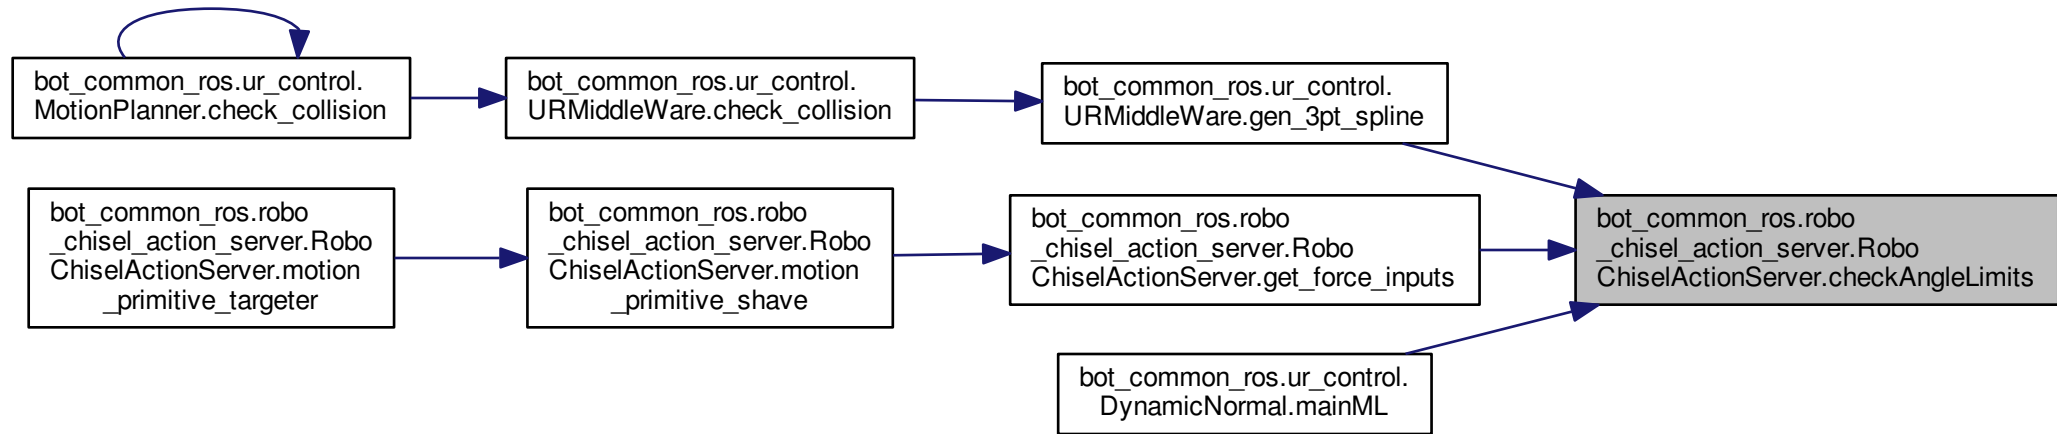 bot_common_ros.ur_control.
MotionPlanner.check_collision
bot_common_ros.ur_control.
URMiddleWare.check_collision
bot_common_ros.ur_control.
URMiddleWare.gen_3pt_spline
bot_common_ros.robo
_chisel_action_server.Robo
ChiselActionServer.motion
_primitive_targeter
bot_common_ros.robo
_chisel_action_server.Robo
ChiselActionServer.motion
_primitive_shave
bot_common_ros.robo
_chisel_action_server.Robo
ChiselActionServer.get_force_inputs
bot_common_ros.robo
_chisel_action_server.Robo
ChiselActionServer.checkAngleLimits
bot_common_ros.ur_control.
DynamicNormal.mainML